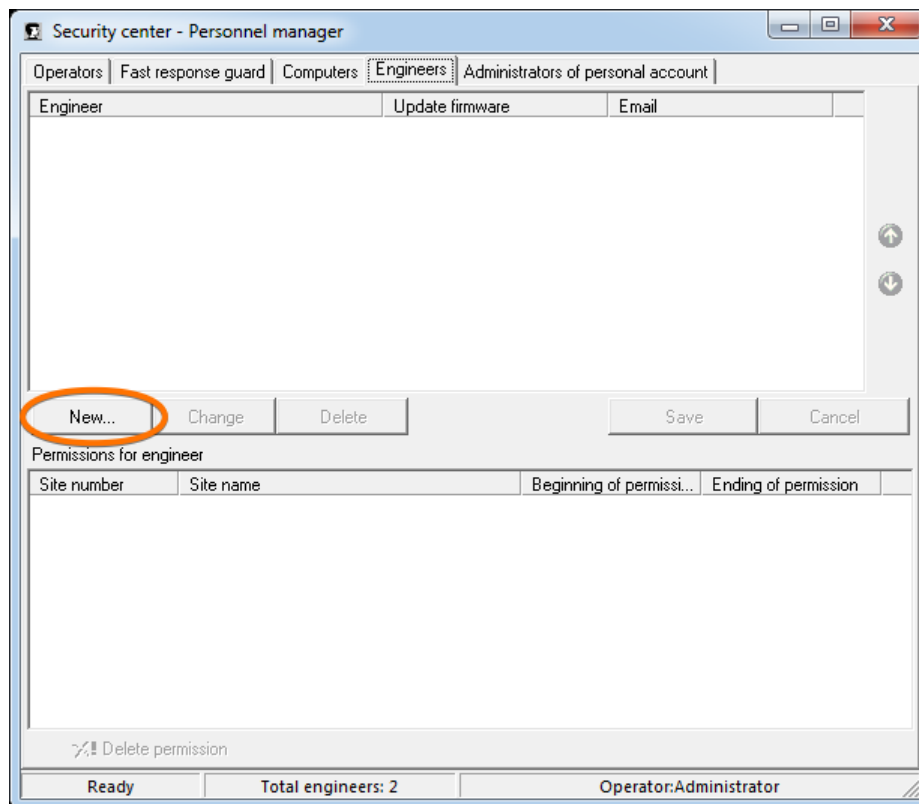 Security center - Personnel manager
Operators Fast response guard Computers Engineers Administrators of personal account
Engineer Update firmware Email
New... Change Delete Save Cancel
Permissions for engineer
Site number Site name Beginning of permissi... Ending of permission
Delete permission
Ready Total engineers: 2 Operator:Administrator